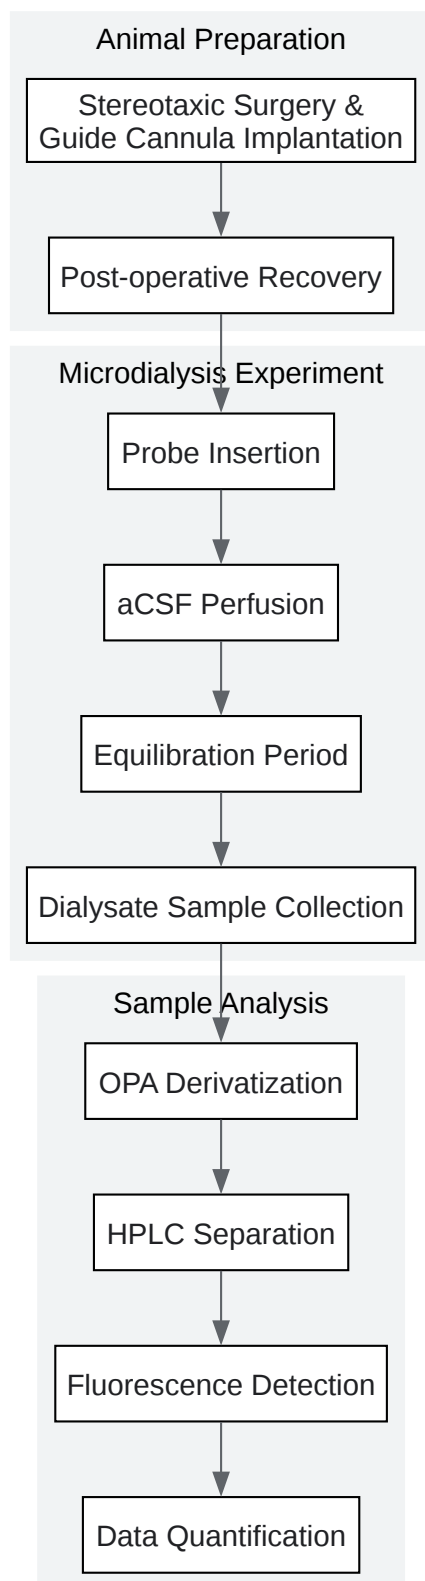 Animal Preparation
Stereotaxic Surgery &
Guide Cannula Implantation
Post-operative Recovery
Microdialysis Experiment
Probe Insertion
aCSF Perfusion
Equilibration Period
Dialysate Sample Collection
Sample Analysis
OPA Derivatization
HPLC Separation
Fluorescence Detection
Data Quantification